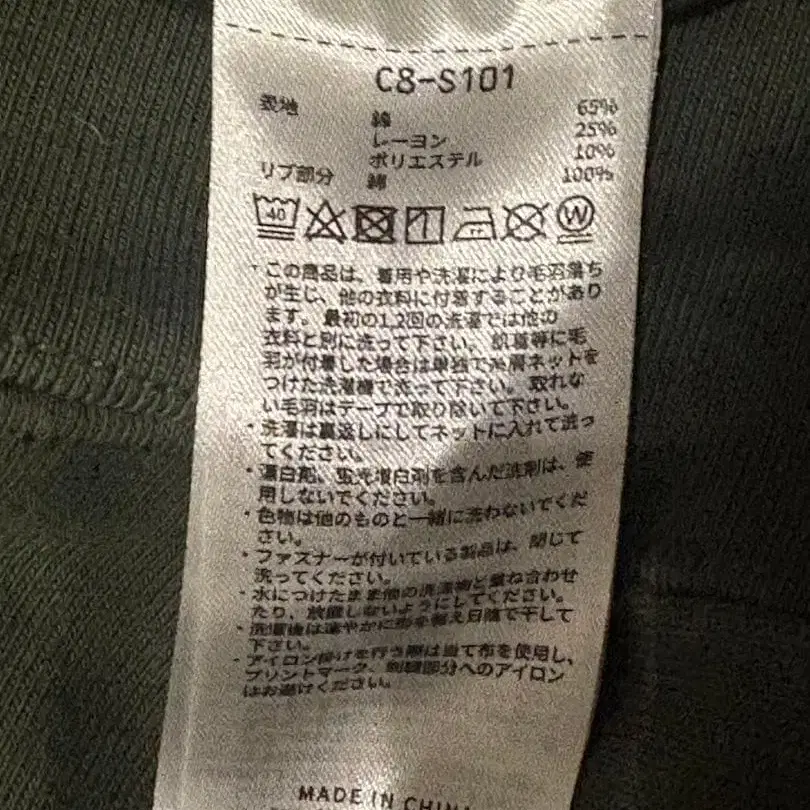 C8-S101
表地 綿 65%
レーヨン 25%
ポリエステル 10%
リブ部分 綿 100%
40 W
・この商品は、着用や洗濯により毛羽落ち
が生じ、他の衣料に付着することがあり
ます。最初の1,2回の洗濯では他の
衣料と別に洗って下さい。肌着等に毛
羽が付着した場合は単独で糸屑ネットを
つけた洗濯機で洗って下さい。取れな
い毛羽はテープで取り除いて下さい。
・洗濯は裏返しにしてネットに入れて洗っ
てください。
・漂白剤、蛍光増白剤を含んだ洗剤は、使
用しないでください。
・色物は他のものと一緒に洗わないでくだ
さい。
・ファスナーが付いている製品は、閉じて
洗ってください。
・水につけたまま他の洗濯物と重ね合わせ
たり、放置しないようにしてください。
・洗濯後は速やかに形を整え日陰で干して
下さい。
・アイロン掛けを行う際は当て布を使用し、
プリントマーク、刺繍部分へのアイロン
はお避けください。
MADE IN CHINA